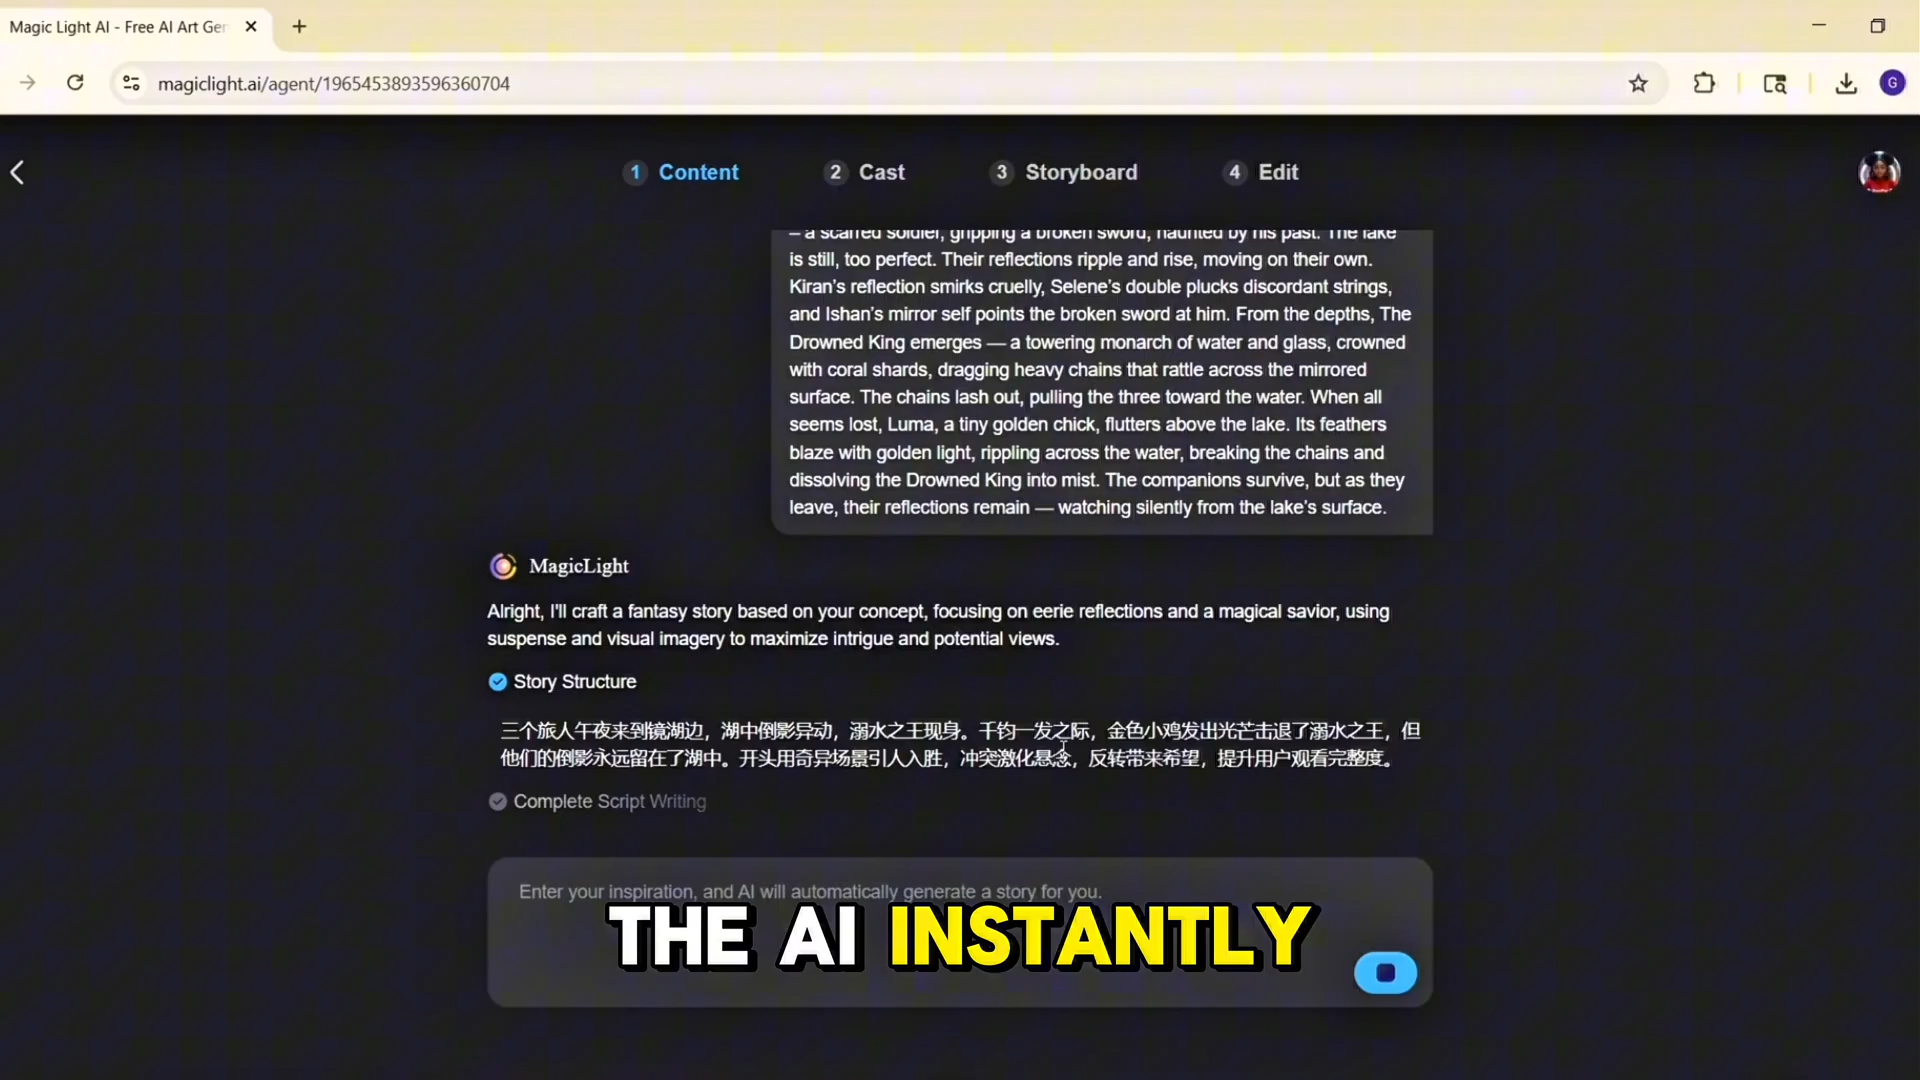 Magic Light AI - Free AI Art Ger
magiclight.ai/agent/1965453893596360704
G
1 Content
2 Cast
3 Storyboard
4 Edit
– a scarred soldier, gripping a broken sword, haunted by his past. The lake
is still, too perfect. Their reflections ripple and rise, moving on their own.
Kiran’s reflection smirks cruelly, Selene’s double plucks discordant strings,
and Ishan’s mirror self points the broken sword at him. From the depths, The
Drowned King emerges — a towering monarch of water and glass, crowned
with coral shards, dragging heavy chains that rattle across the mirrored
surface. The chains lash out, pulling the three toward the water. When all
seems lost, Luma, a tiny golden chick, flutters above the lake. Its feathers
blaze with golden light, rippling across the water, breaking the chains and
dissolving the Drowned King into mist. The companions survive, but as they
leave, their reflections remain — watching silently from the lake’s surface.
MagicLight
Alright, I'll craft a fantasy story based on your concept, focusing on eerie reflections and a magical savior, using
suspense and visual imagery to maximize intrigue and potential views.
Story Structure
三个旅人午夜来到镜湖边，湖中倒影异动，溺水之王现身。千钧一发之际，金色小鸡发出光芒击退了溺水之王，但
他们的倒影永远留在了湖中。开头用奇异场景引人入胜，冲突激化悬念，反转带来希望，提升用户观看完整度。
Complete Script Writing
Enter your inspiration, and AI will automatically generate a story for you.
THE AI INSTANTLY